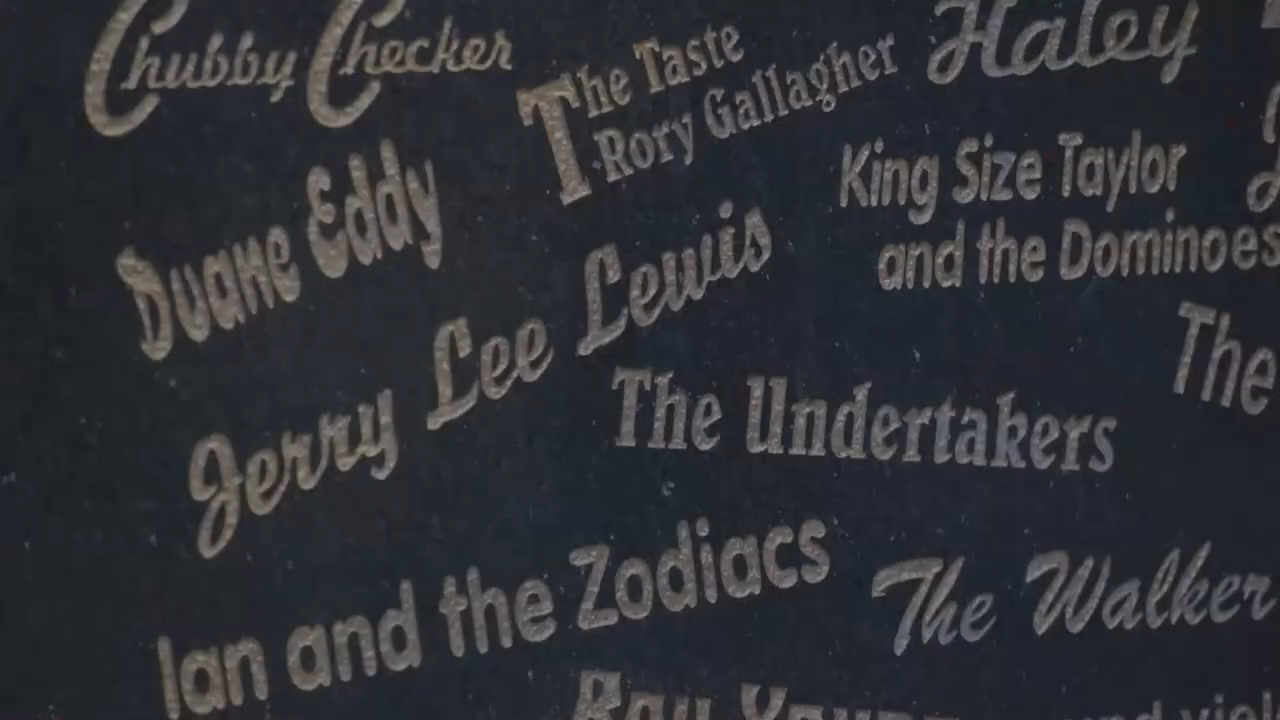 Chubby Checker
The Taste
Rory Gallagher
Haley
Duane Eddy
King Size Taylor
and the Dominoes
Jerry Lee Lewis
The
The Undertakers
Ian and the Zodiacs
The Walker
Ray